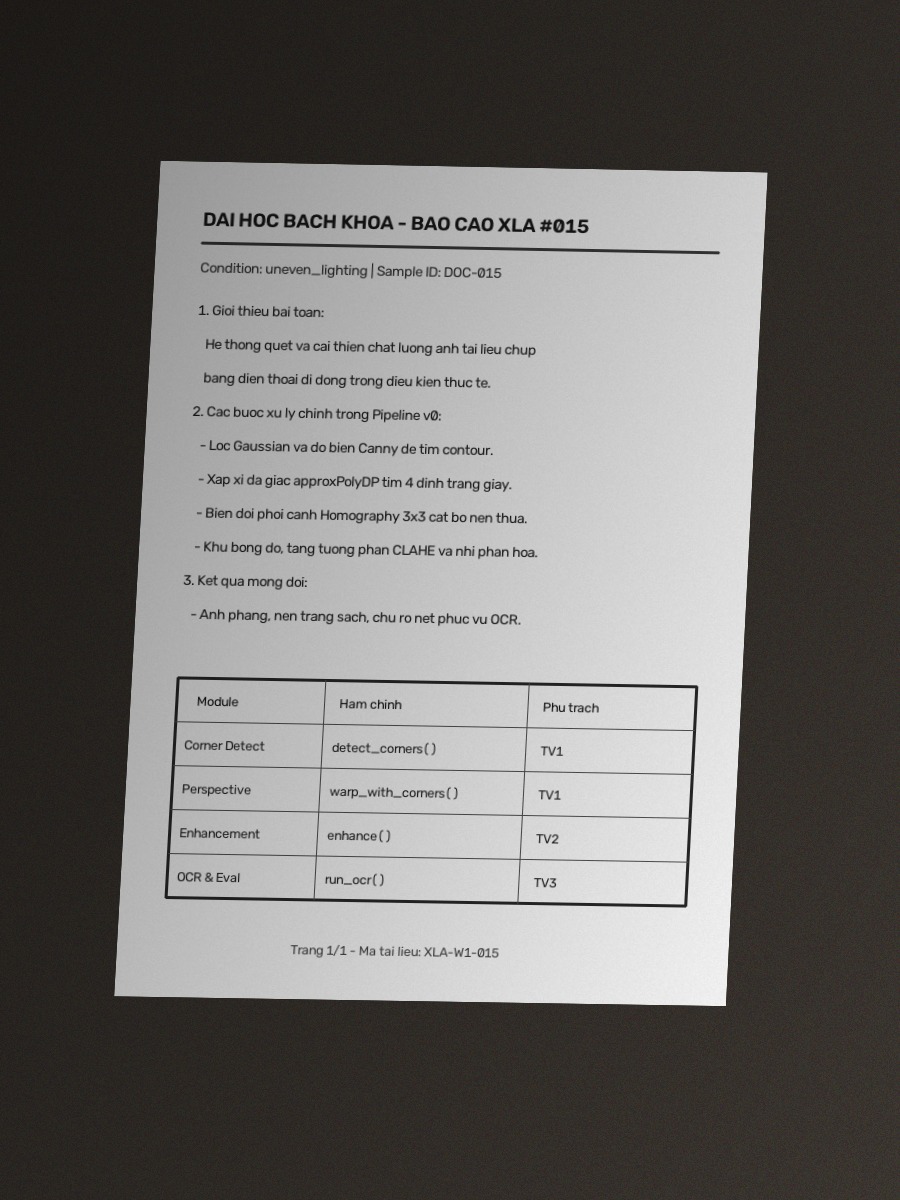 DAI HOC BACH KHOA - BAO CAO XLA #015
Condition: uneven_lighting | Sample ID: DOC-015
1. Gioi thieu bai toan:
He thong quet va cai thien chat luong anh tai lieu chup
bang dien thoai di dong trong dieu kien thuc te.
2. Cac buoc xu ly chinh trong Pipeline v0:
- Loc Gaussian va do bien Canny de tim contour.
- Xap xi da giac approxPolyDP tim 4 dinh trang giay.
- Bien doi phoi canh Homography 3x3 cat bo nen thua.
- Khu bong do, tang tuong phan CLAHE va nhi phan hoa.
3. Ket qua mong doi:
- Anh phang, nen trang sach, chu ro net phuc vu OCR.
Module Ham chinh Phu trach
Corner Detect detect_corners() TV1
Perspective warp_with_corners() TV1
Enhancement enhance() TV2
OCR & Eval run_ocr() TV3
Trang 1/1 - Ma tai lieu: XLA-W1-015